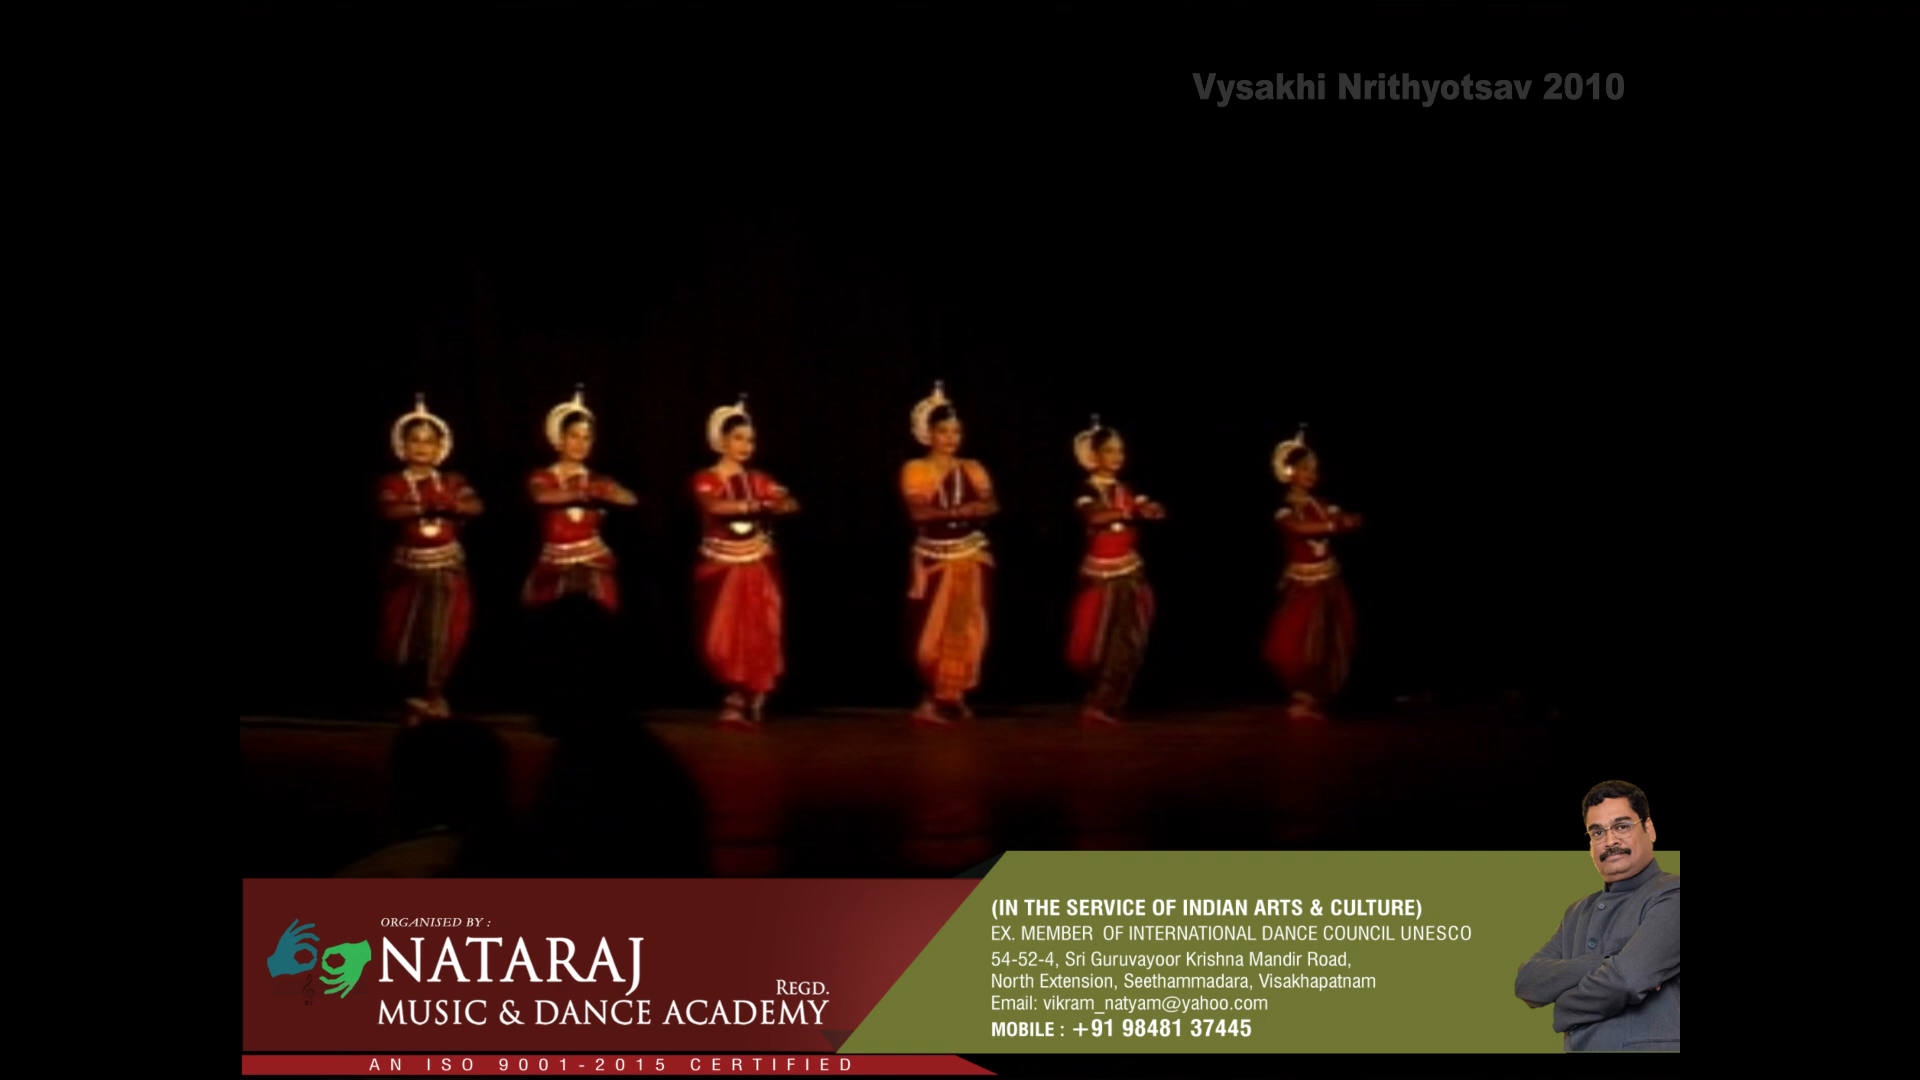 Vysakhi Nrithyotsav 2010
ORGANISED BY :
NATARAJ
REGD.
MUSIC & DANCE ACADEMY
AN ISO 9001-2015 CERTIFIED
(IN THE SERVICE OF INDIAN ARTS & CULTURE)
EX. MEMBER OF INTERNATIONAL DANCE COUNCIL UNESCO
54-52-4, Sri Guruvayoor Krishna Mandir Road,
North Extension, Seethammadara, Visakhapatnam
Email: vikram_natyam@yahoo.com
MOBILE : +91 98481 37445